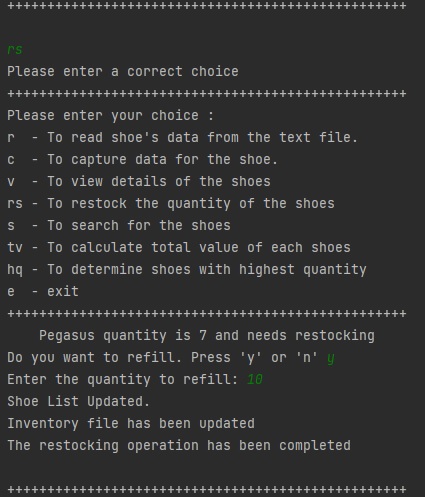 ++++++++++++++++++++++++++++++++++++++++++++++++++
rs
Please enter a correct choice
++++++++++++++++++++++++++++++++++++++++++++++++++
Please enter your choice :
r  - To read shoe's data from the text file.
c  - To capture data for the shoe.
v  - To view details of the shoes
rs - To restock the quantity of the shoes
s  - To search for the shoes
tv - To calculate total value of each shoes
hq - To determine shoes with highest quantity
e  - exit
++++++++++++++++++++++++++++++++++++++++++++++++++
    Pegasus quantity is 7 and needs restocking
Do you want to refill. Press 'y' or 'n' y
Enter the quantity to refill: 10
Shoe List Updated.
Inventory file has been updated
The restocking operation has been completed
++++++++++++++++++++++++++++++++++++++++++++++++++